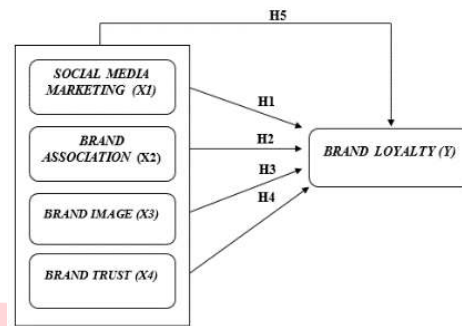 H5
SOCIAL MEDIA
MARKETING (X1)
H1
BRAND
ASSOCIATION (X2)
H2
BRAND LOYALTY (Y)
H3
BRAND IMAGE (X3)
H4
BRAND TRUST (X4)